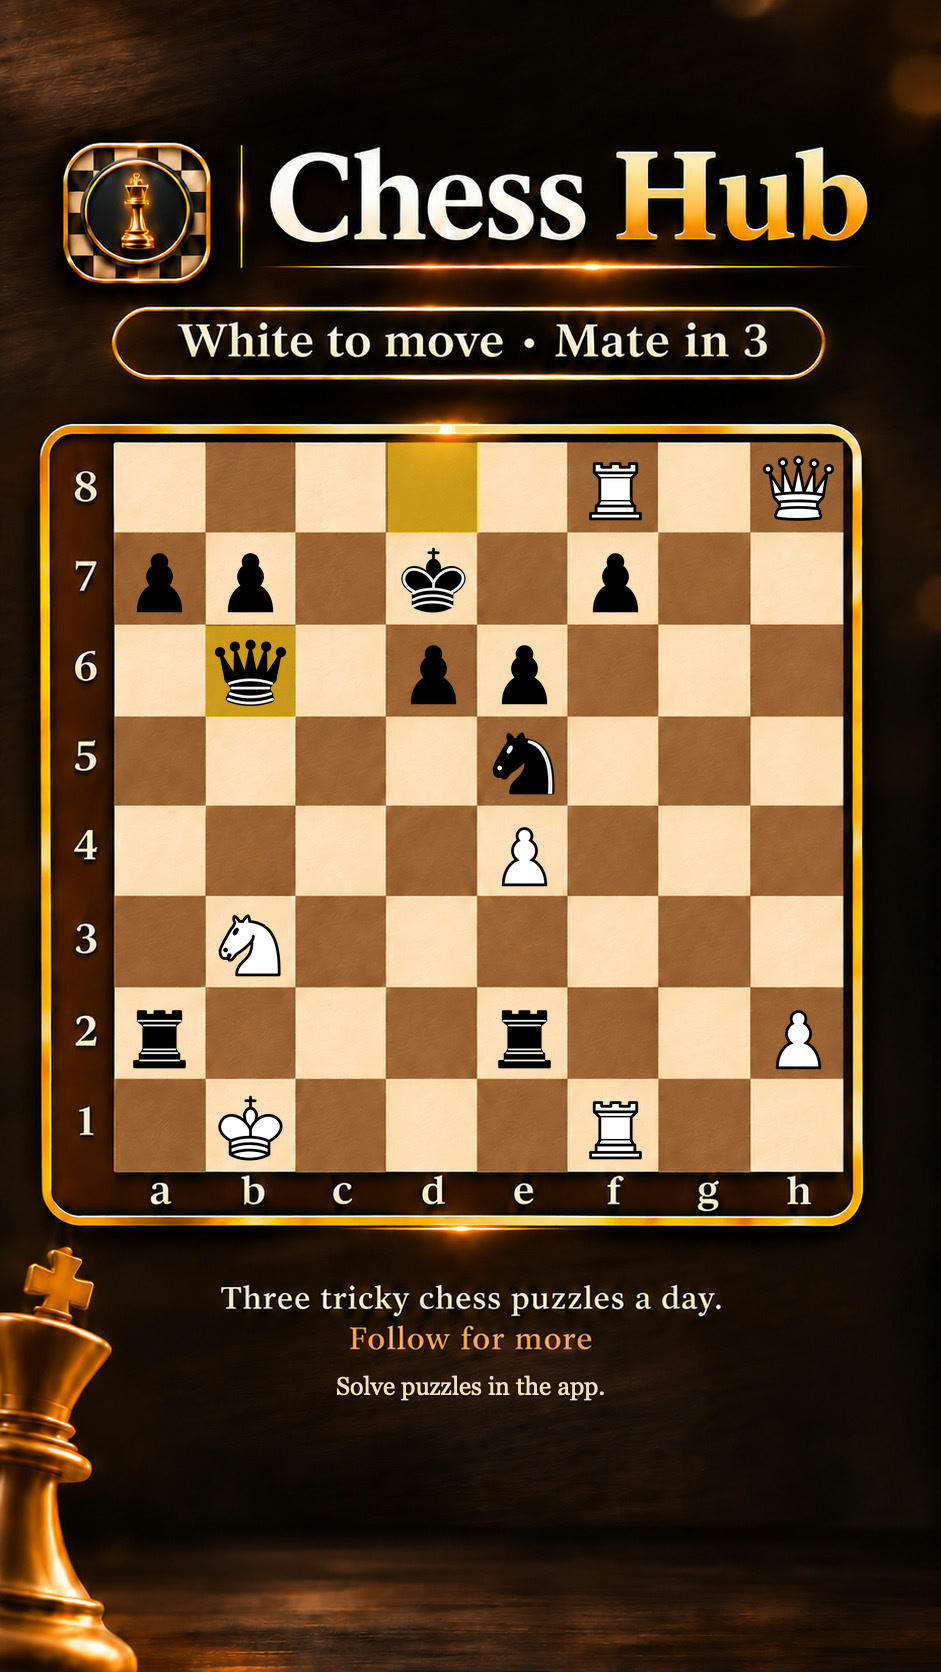 Chess Hub
White to move • Mate in 3
8
7
6
5
4
3
2
1
a b c d e f g h
Three tricky chess puzzles a day.
Follow for more
Solve puzzles in the app.